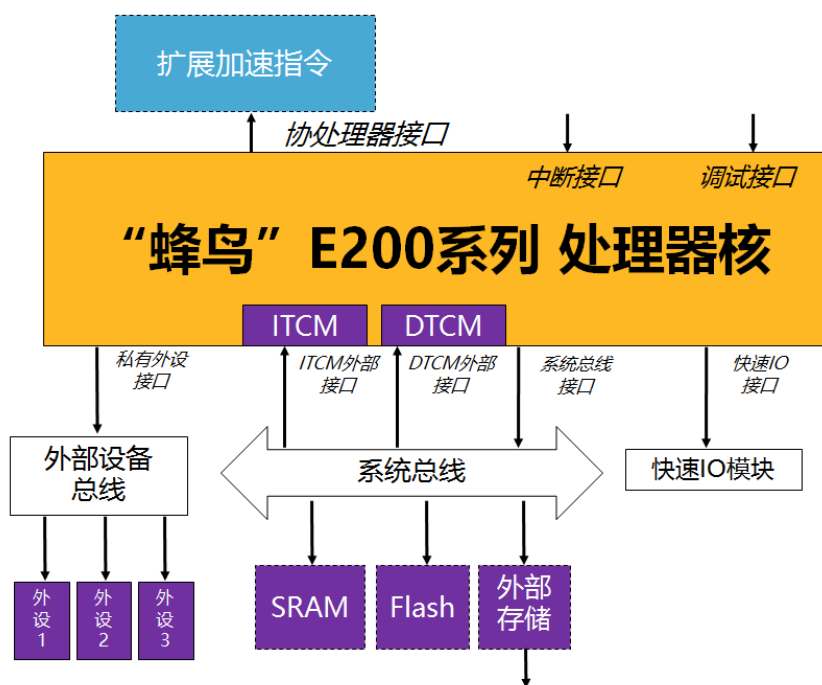 扩展加速指令
协处理器接口
中断接口
调试接口
“蜂鸟”E200系列 处理器核
ITCM
DTCM
私有外设
接口
ITCM外部
接口
DTCM外部
接口
系统总线
接口
快速IO
接口
外部设备
总线
系统总线
快速IO模块
外
设
1
外
设
2
外
设
3
SRAM
Flash
外部
存储